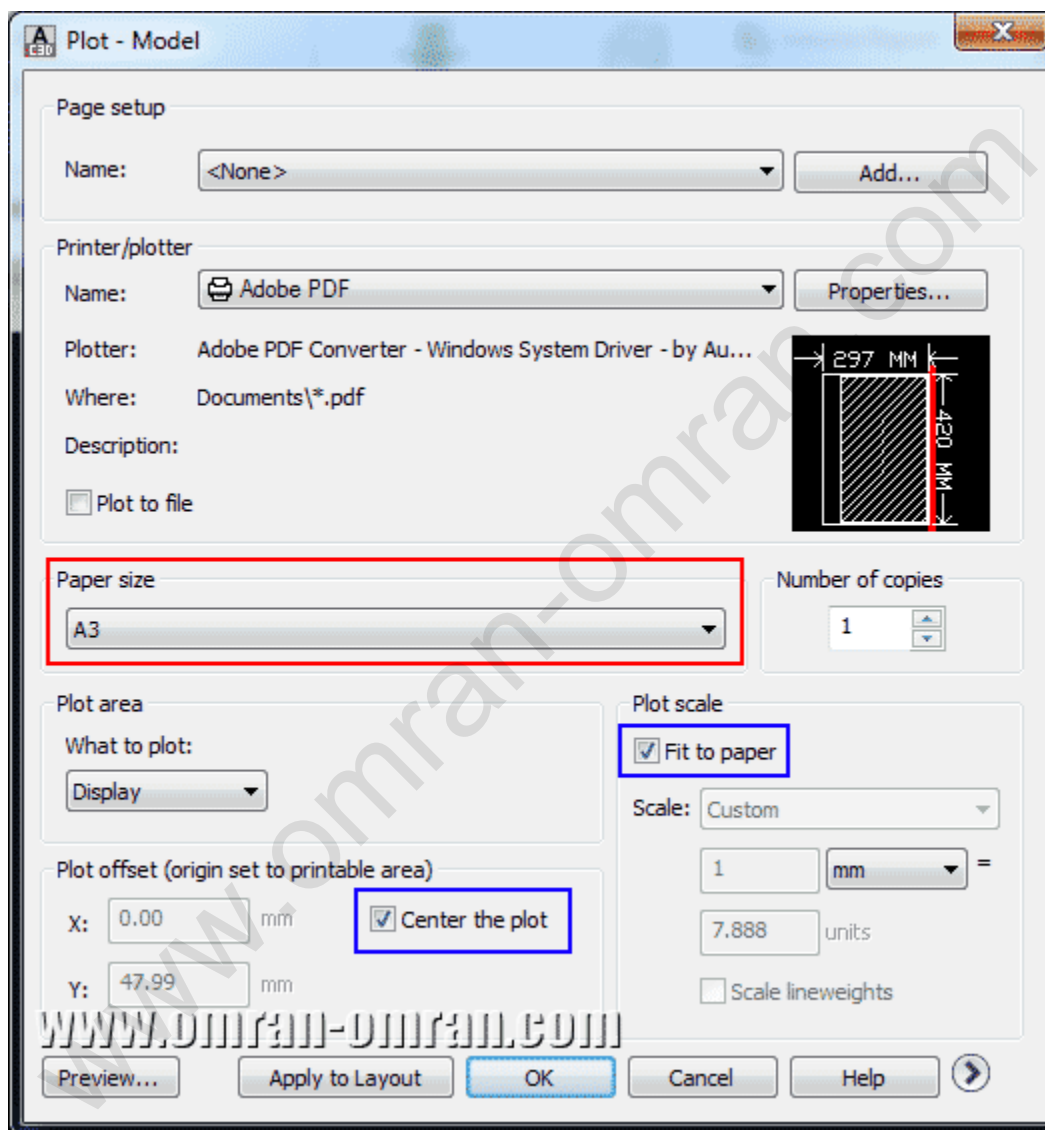 A C3D Plot - Model
Page setup
Name: <None> Add...
Printer/plotter
Name: Adobe PDF Properties...
Plotter: Adobe PDF Converter - Windows System Driver - by Au...
Where: Documents\*.pdf
Description:
297 MM
420 MM
Plot to file
Paper size
A3
Number of copies
1
Plot area
What to plot:
Display
Plot scale
Fit to paper
Scale: Custom
1 mm =
7.888 units
Scale lineweights
Plot offset (origin set to printable area)
X: 0.00 mm Center the plot
Y: 47.99 mm
www.omran-omran.com
Preview... Apply to Layout OK Cancel Help
www.omran-omran.com